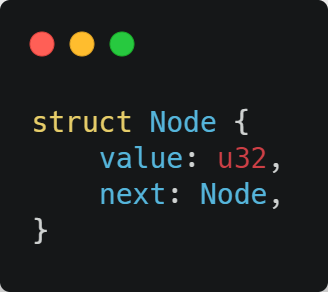 struct Node {
    value: u32,
    next: Node,
}